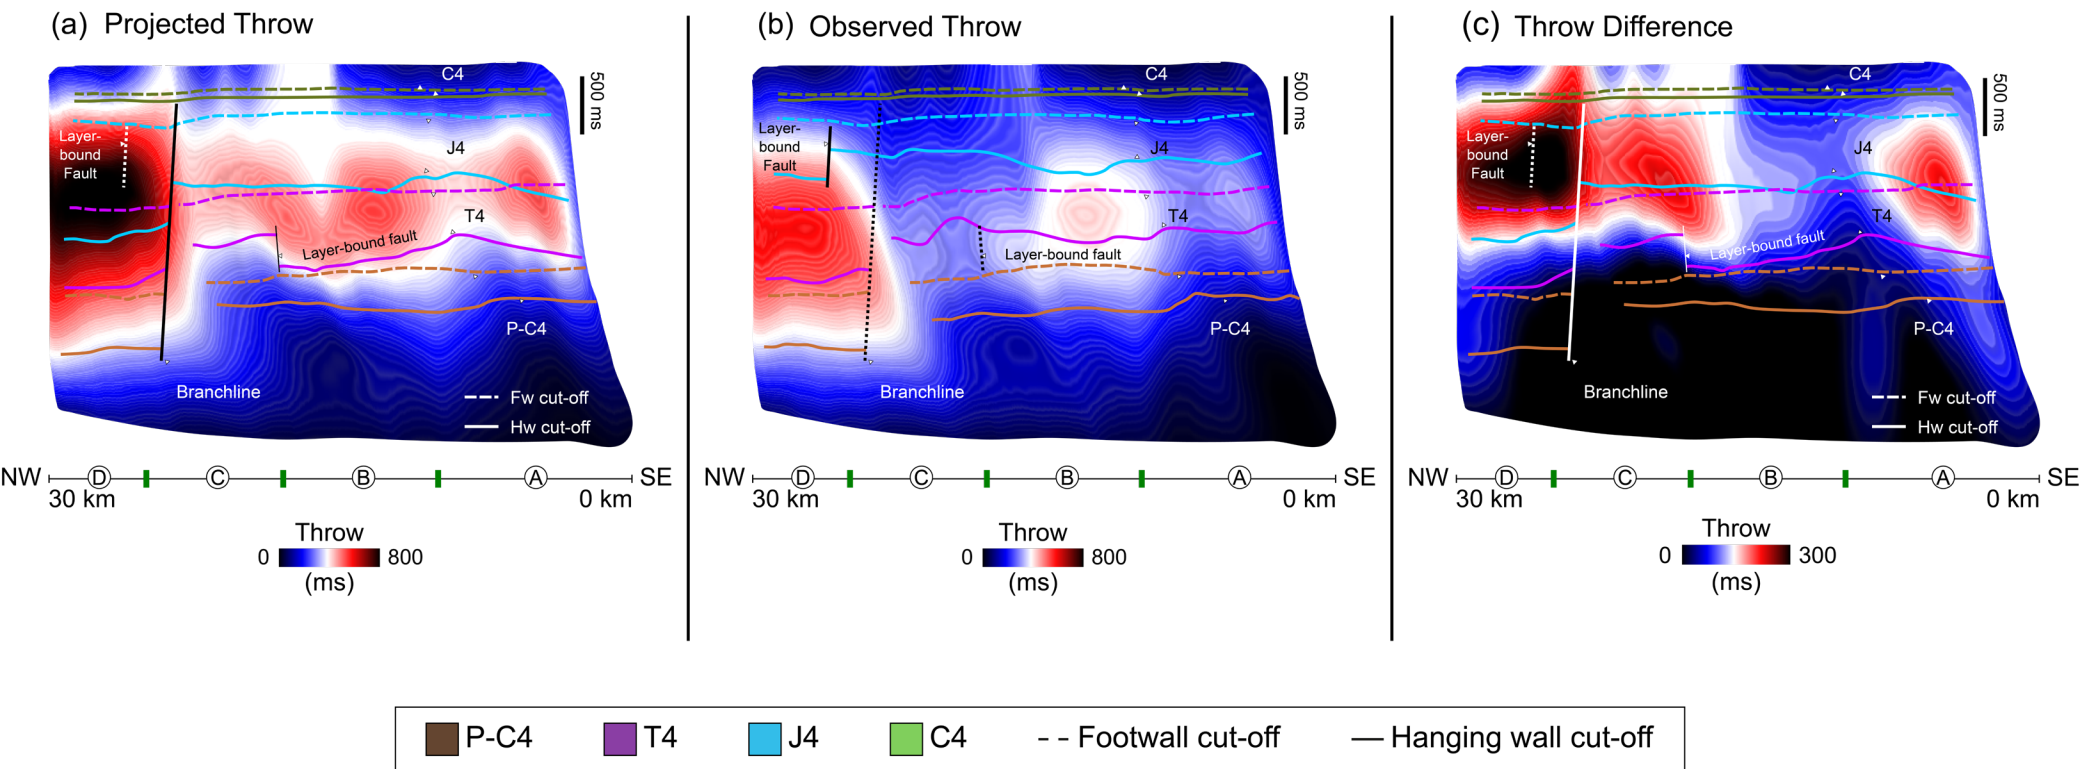 (a) Projected Throw
C4
500 ms
Layer-
bound
Fault
J4
T4
Layer-bound fault
P-C4
Branchline
Fw cut-off
Hw cut-off
NW D C B A SE
30 km 0 km
Throw
0 800
(ms)
(b) Observed Throw
C4
500 ms
Layer-
bound
Fault
J4
T4
Layer-bound fault
P-C4
Branchline
NW D C B A SE
30 km 0 km
Throw
0 800
(ms)
(c) Throw Difference
C4
500 ms
Layer-
bound
Fault
J4
T4
Layer-bound fault
P-C4
Branchline
Fw cut-off
Hw cut-off
NW D C B A SE
30 km 0 km
Throw
0 300
(ms)
P-C4 T4 J4 C4 Footwall cut-off Hanging wall cut-off